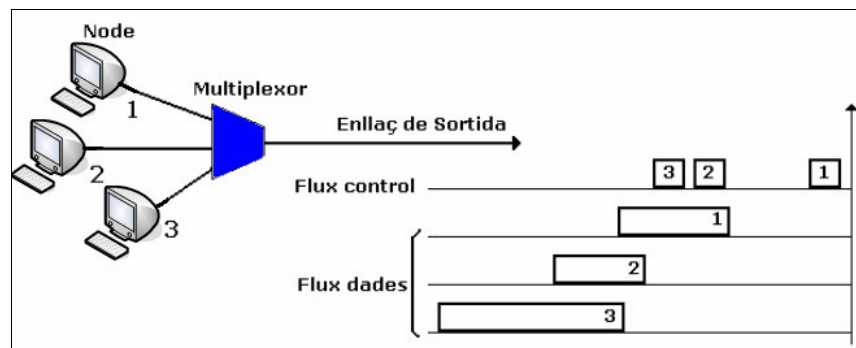 Node
1
2
3
Multiplexor
Enllaç de Sortida
Flux control
3 2 1
Flux dades
1
2
3